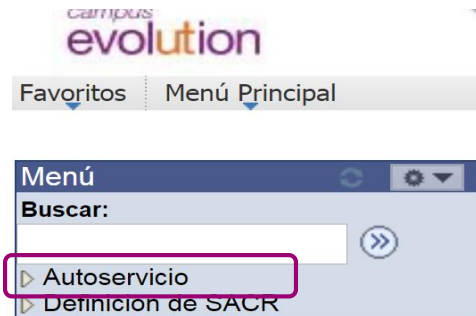 campus
evolution
Favoritos Menú Principal
Menú
Buscar:
Autoservicio
Definición de SACR